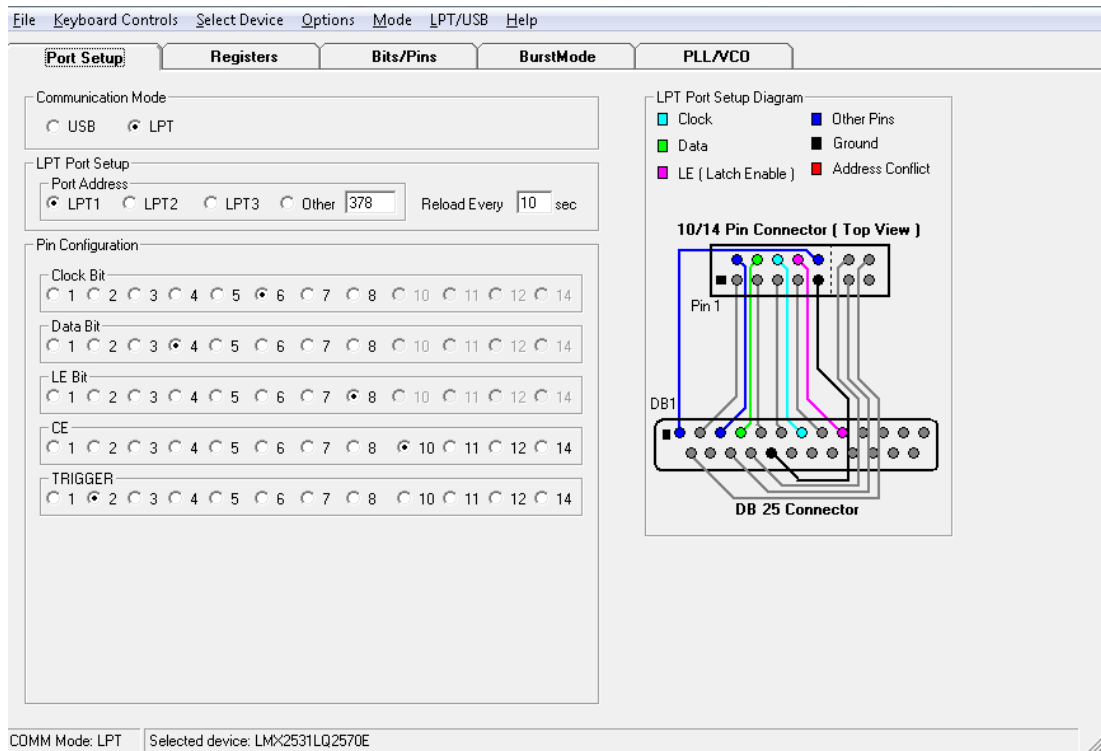 File Keyboard Controls Select Device Options Mode LPT/USB Help
Port Setup Registers Bits/Pins BurstMode PLL/VCO
Communication Mode
USB LPT
LPT Port Setup
Port Address
LPT1 LPT2 LPT3 Other 378 Reload Every 10 sec
Pin Configuration
Clock Bit
1 2 3 4 5 6 7 8 10 11 12 14
Data Bit
1 2 3 4 5 6 7 8 10 11 12 14
LE Bit
1 2 3 4 5 6 7 8 10 11 12 14
CE
1 2 3 4 5 6 7 8 10 11 12 14
TRIGGER
1 2 3 4 5 6 7 8 10 11 12 14
LPT Port Setup Diagram
Clock Other Pins
Data Ground
LE ( Latch Enable ) Address Conflict
10/14 Pin Connector ( Top View )
Pin 1
DB1
DB 25 Connector
COMM Mode: LPT Selected device: LMX2531LQ2570E